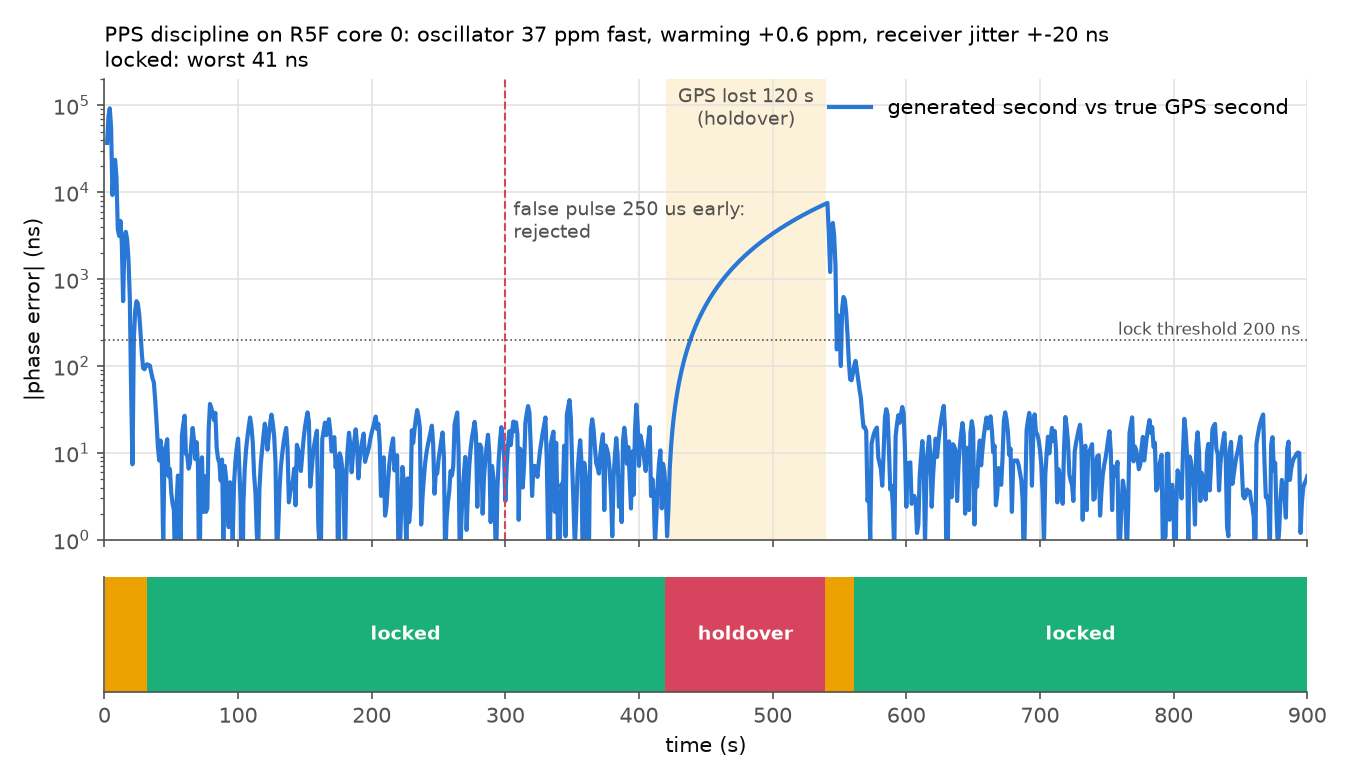 PPS discipline on R5F core 0: oscillator 37 ppm fast, warming +0.6 ppm, receiver jitter +-20 ns
locked: worst 41 ns
GPS lost 120 s
(holdover)
generated second vs true GPS second
false pulse 250 us early:
rejected
lock threshold 200 ns
|phase error| (ns)
10⁵
10⁴
10³
10²
10¹
10⁰
locked
holdover
locked
0 100 200 300 400 500 600 700 800 900
time (s)